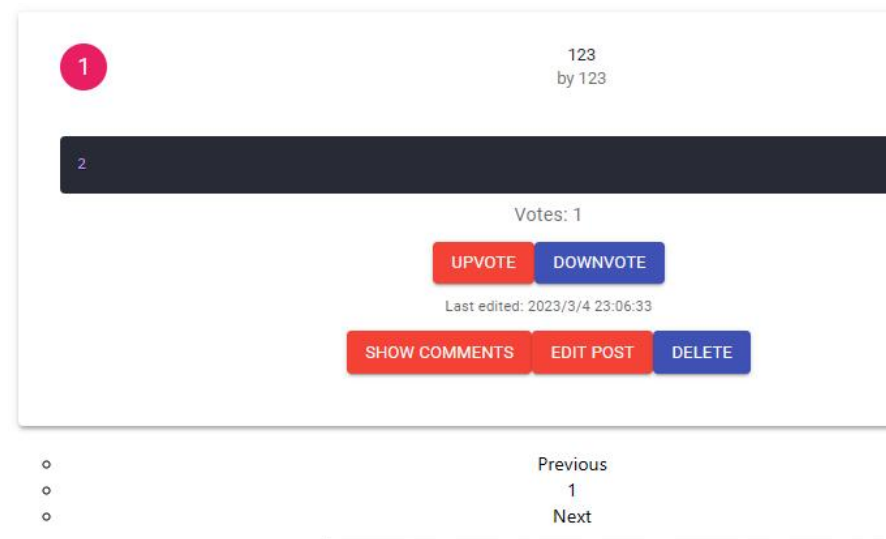 1
123
by 123
2
Votes: 1
UPVOTE DOWNVOTE
Last edited: 2023/3/4 23:06:33
SHOW COMMENTS EDIT POST DELETE
Previous
1
Next